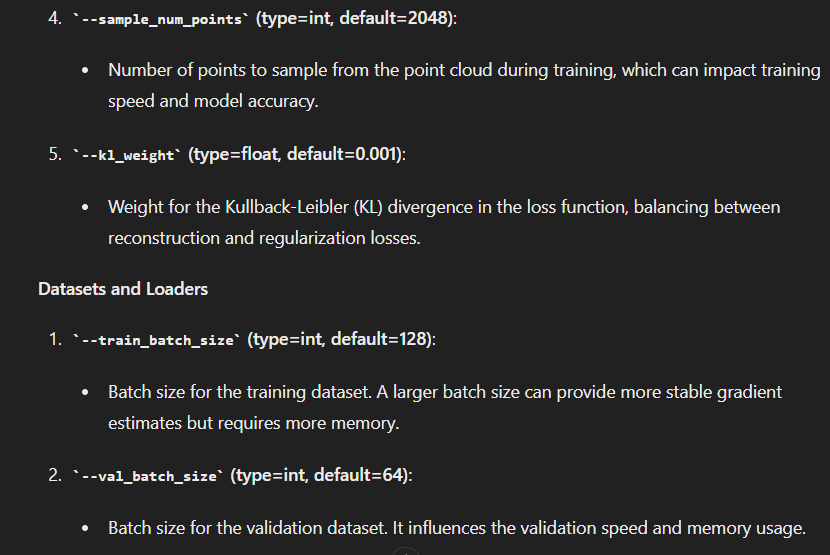 4. `--sample_num_points` (type=int, default=2048):
• Number of points to sample from the point cloud during training, which can impact training
speed and model accuracy.
5. `--kl_weight` (type=float, default=0.001):
• Weight for the Kullback-Leibler (KL) divergence in the loss function, balancing between
reconstruction and regularization losses.
Datasets and Loaders
1. `--train_batch_size` (type=int, default=128):
• Batch size for the training dataset. A larger batch size can provide more stable gradient
estimates but requires more memory.
2. `--val_batch_size` (type=int, default=64):
• Batch size for the validation dataset. It influences the validation speed and memory usage.